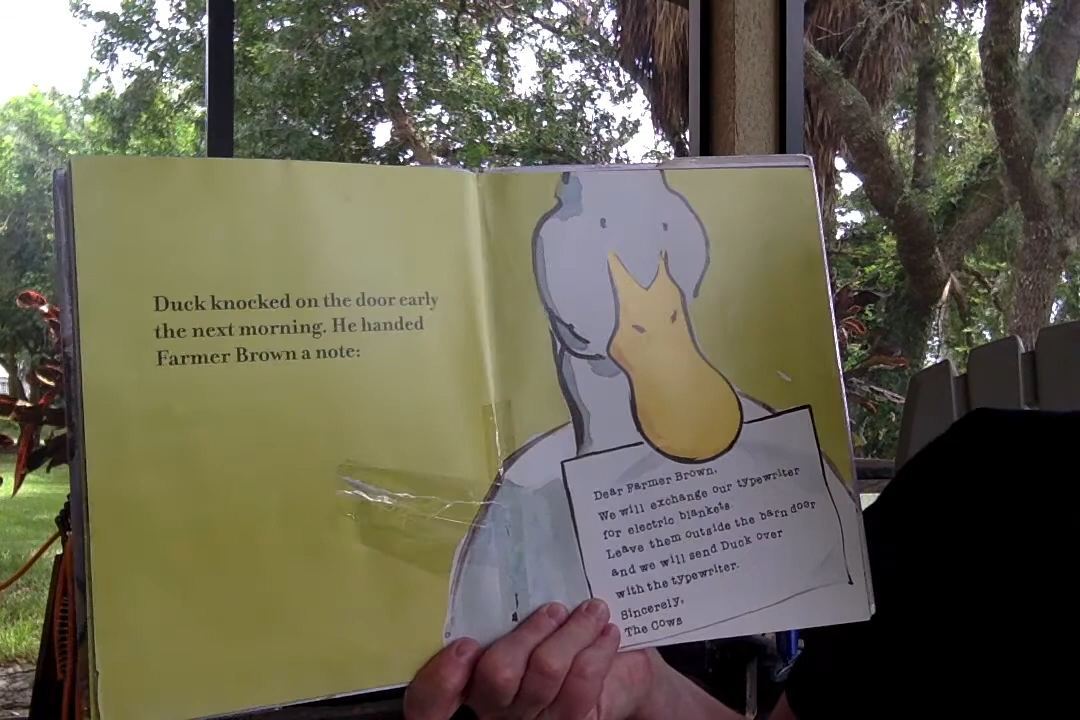 Duck knocked on the door early
the next morning. He handed
Farmer Brown a note:
Dear Farmer Brown,
We will exchange our typewriter
for electric blankets.
Leave them outside the barn door
and we will send Duck over
with the typewriter.
Sincerely,
The Cows